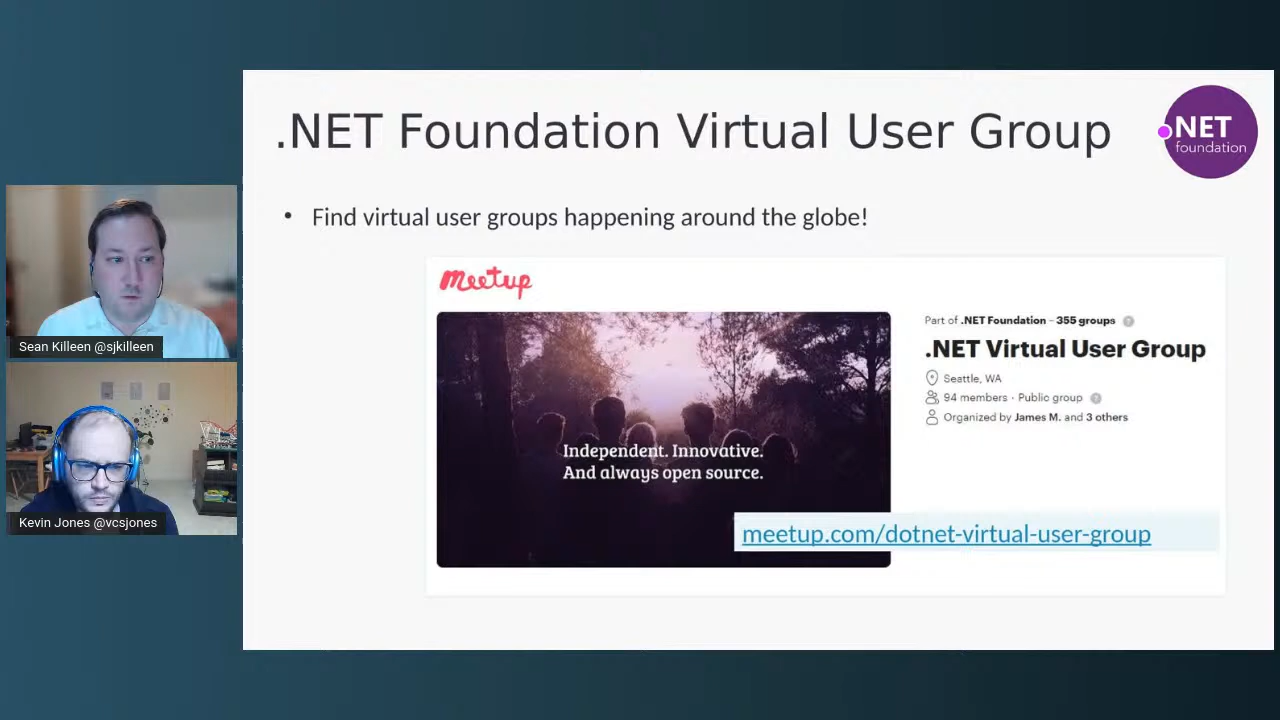 .NET Foundation Virtual User Group
.NET
foundation
• Find virtual user groups happening around the globe!
Meetup
Part of .NET Foundation – 355 groups ?
.NET Virtual User Group
Seattle, WA
94 members · Public group ?
Organized by James M. and 3 others
Independent. Innovative.
And always open source.
meetup.com/dotnet-virtual-user-group
Sean Killeen @sjkilleen
Kevin Jones @vcsjones